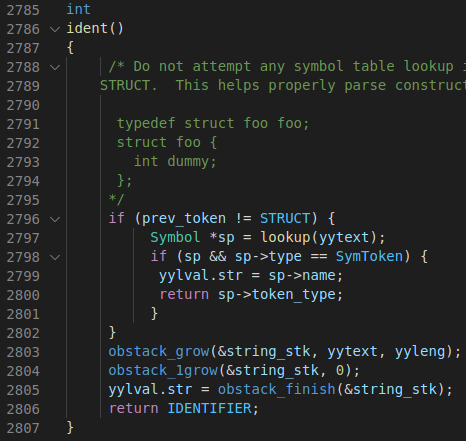 2785 int
2786 ident()
2787 {
2788 /* Do not attempt any symbol table lookup
2789 STRUCT. This helps properly parse construct
2790
2791 typedef struct foo foo;
2792 struct foo {
2793 int dummy;
2794 };
2795 */
2796 if (prev_token != STRUCT) {
2797 Symbol *sp = lookup(yytext);
2798 if (sp && sp->type == SymToken) {
2799 yylval.str = sp->name;
2800 return sp->token_type;
2801 }
2802 }
2803 obstack_grow(&string_stk, yytext, yyleng);
2804 obstack_1grow(&string_stk, 0);
2805 yylval.str = obstack_finish(&string_stk);
2806 return IDENTIFIER;
2807 }